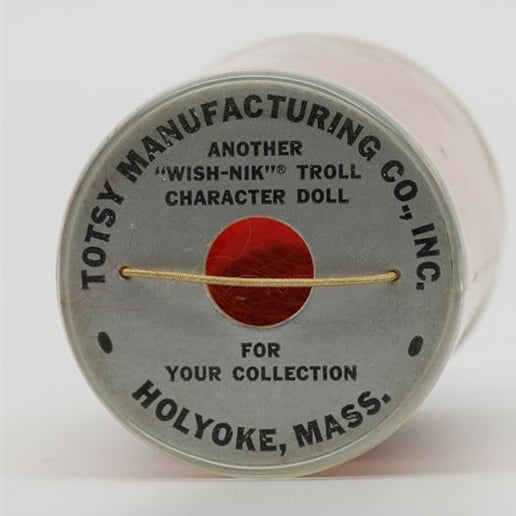 TOTSY MANUFACTURING CO., INC.
ANOTHER
"WISH-NIK"® TROLL
CHARACTER DOLL
FOR
YOUR COLLECTION
HOLYOKE, MASS.